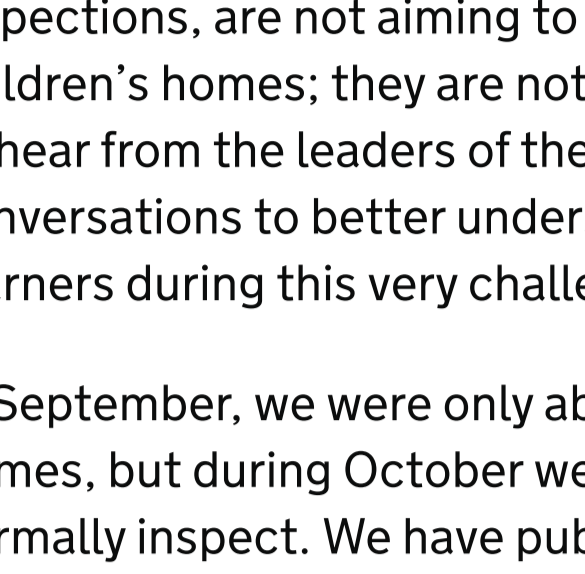 pections, are not aiming to
ldren’s homes; they are not
hear from the leaders of the
nversations to better under
rners during this very challe
September, we were only ab
mes, but during October we
rmally inspect. We have pub